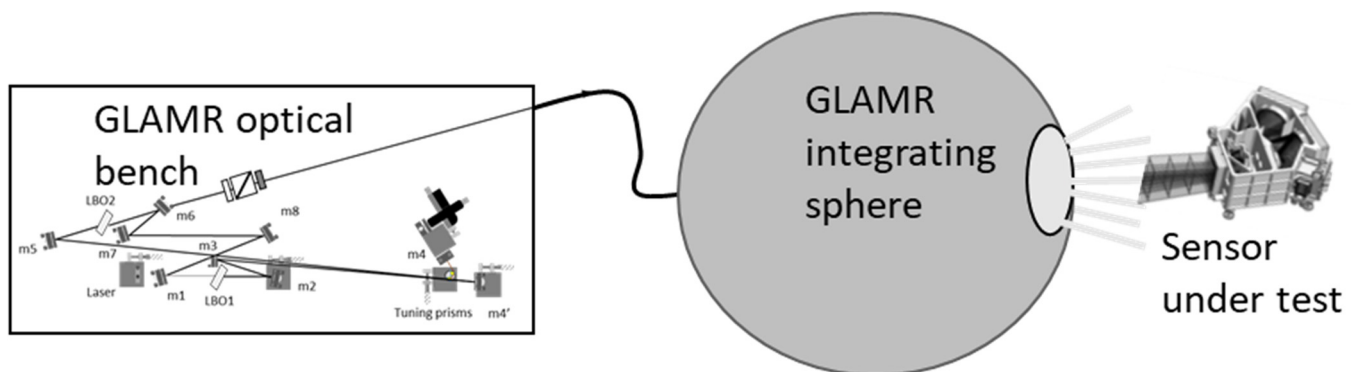 GLAMR optical
bench
LBO2
m6
m8
m5
m7
m3
m4
Laser
m1
LBO1
m2
Tuning prisms
m4'
GLAMR
integrating
sphere
Sensor
under test